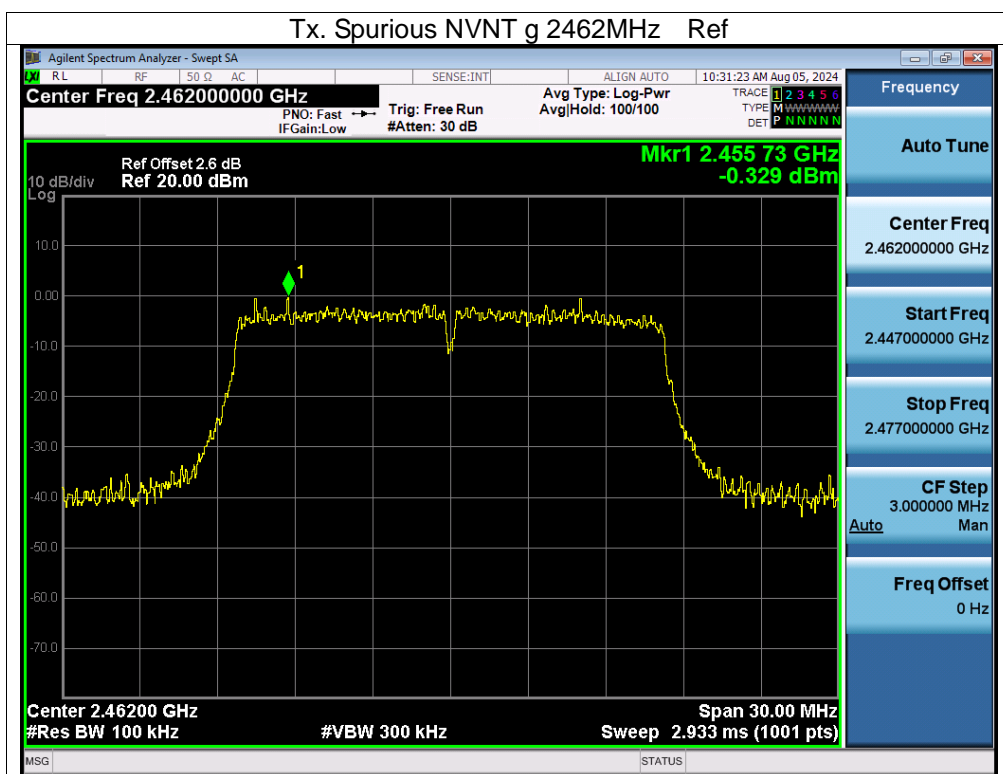 Tx. Spurious NVNT g 2462MHz Ref
Agilent Spectrum Analyzer - Swept SA
LXI RL RF 50 Ω AC SENSE:INT ALIGN AUTO 10:31:23 AM Aug 05, 2024
Center Freq 2.462000000 GHz
PNO: Fast
IFGain:Low
Trig: Free Run
#Atten: 30 dB
Avg Type: Log-Pwr
Avg|Hold: 100/100
TRACE 1 2 3 4 5 6
TYPE M W W W W W
DET P N N N N N
Mkr1 2.455 73 GHz
-0.329 dBm
Ref Offset 2.6 dB
10 dB/div Ref 20.00 dBm
Log
10.0
0.00
-10.0
-20.0
-30.0
-40.0
-50.0
-60.0
-70.0
1
Center 2.46200 GHz Span 30.00 MHz
#Res BW 100 kHz #VBW 300 kHz Sweep 2.933 ms (1001 pts)
MSG STATUS
Frequency
Auto Tune
Center Freq
2.462000000 GHz
Start Freq
2.447000000 GHz
Stop Freq
2.477000000 GHz
CF Step
3.000000 MHz
Auto Man
Freq Offset
0 Hz